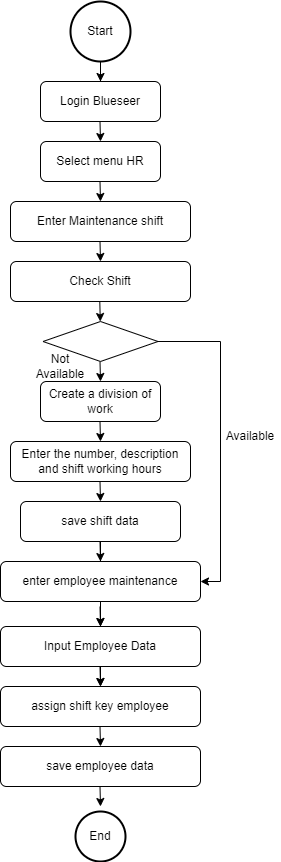 Start
Login Blueseer
Select menu HR
Enter Maintenance shift
Check Shift
Not
Available
Create a division of
work
Available
Enter the number, description
and shift working hours
save shift data
enter employee maintenance
Input Employee Data
assign shift key employee
save employee data
End